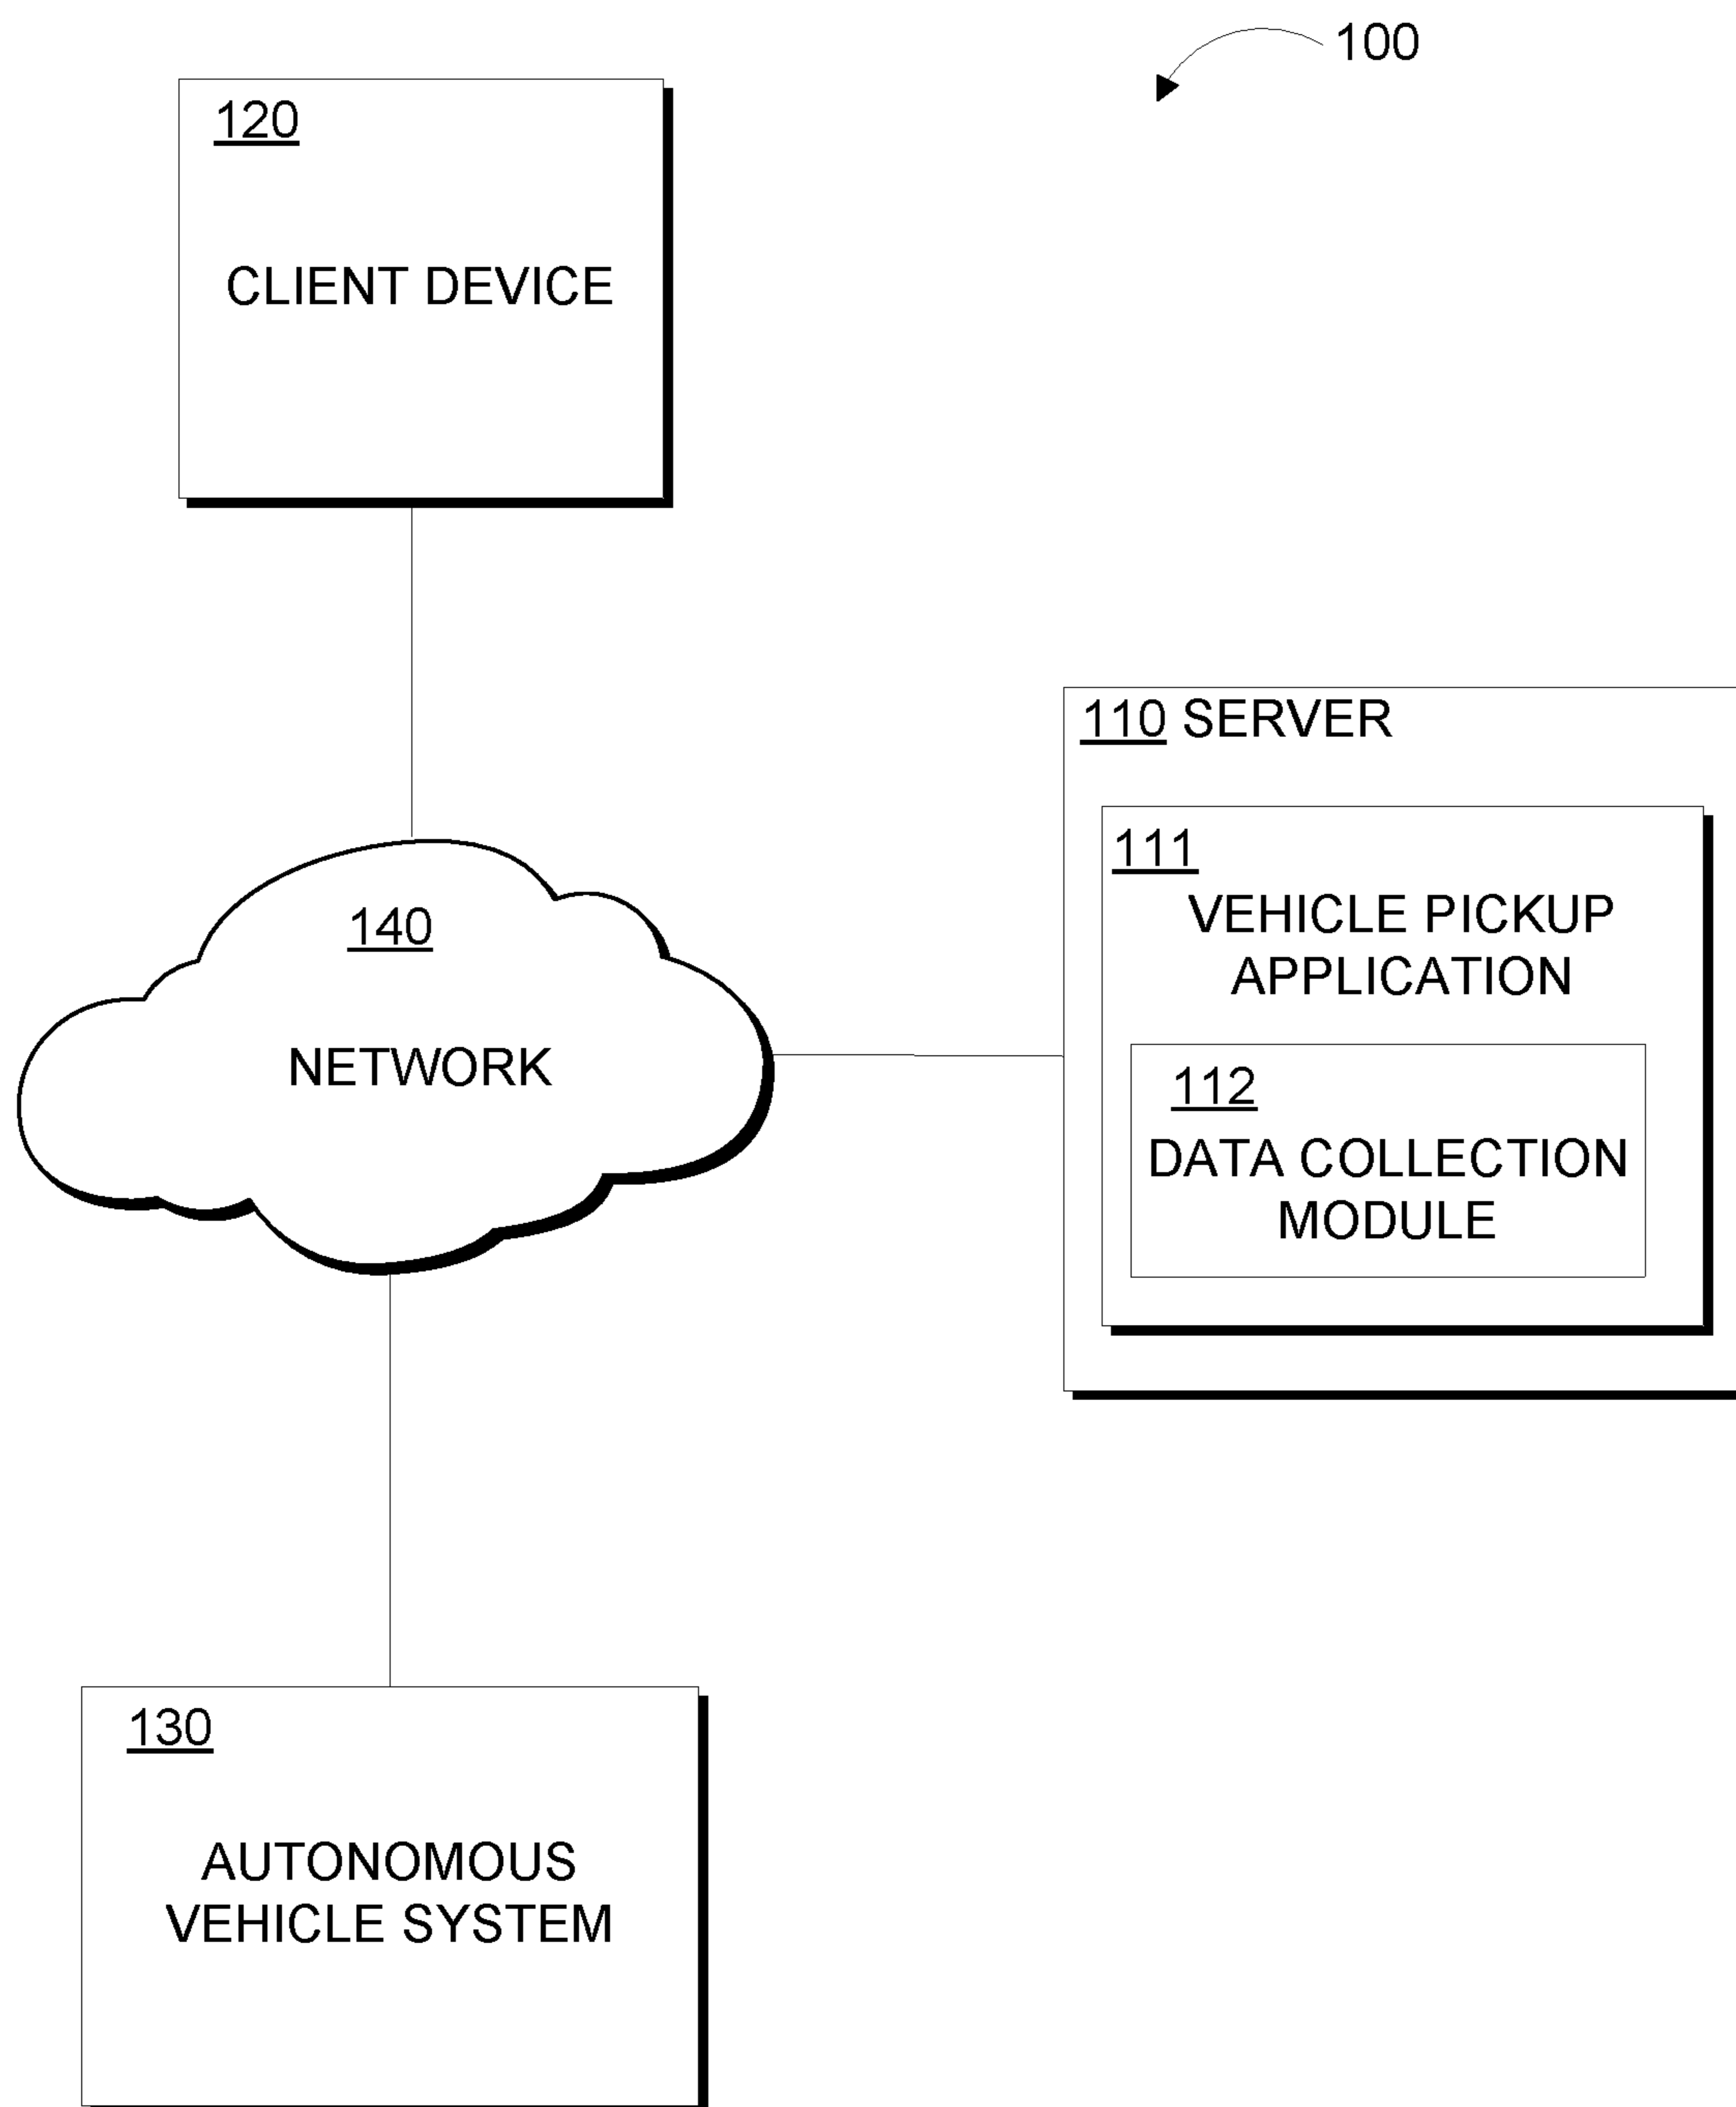 100
120
CLIENT DEVICE
110 SERVER
111
VEHICLE PICKUP
APPLICATION
140
NETWORK
112
DATA COLLECTION
MODULE
130
AUTONOMOUS
VEHICLE SYSTEM